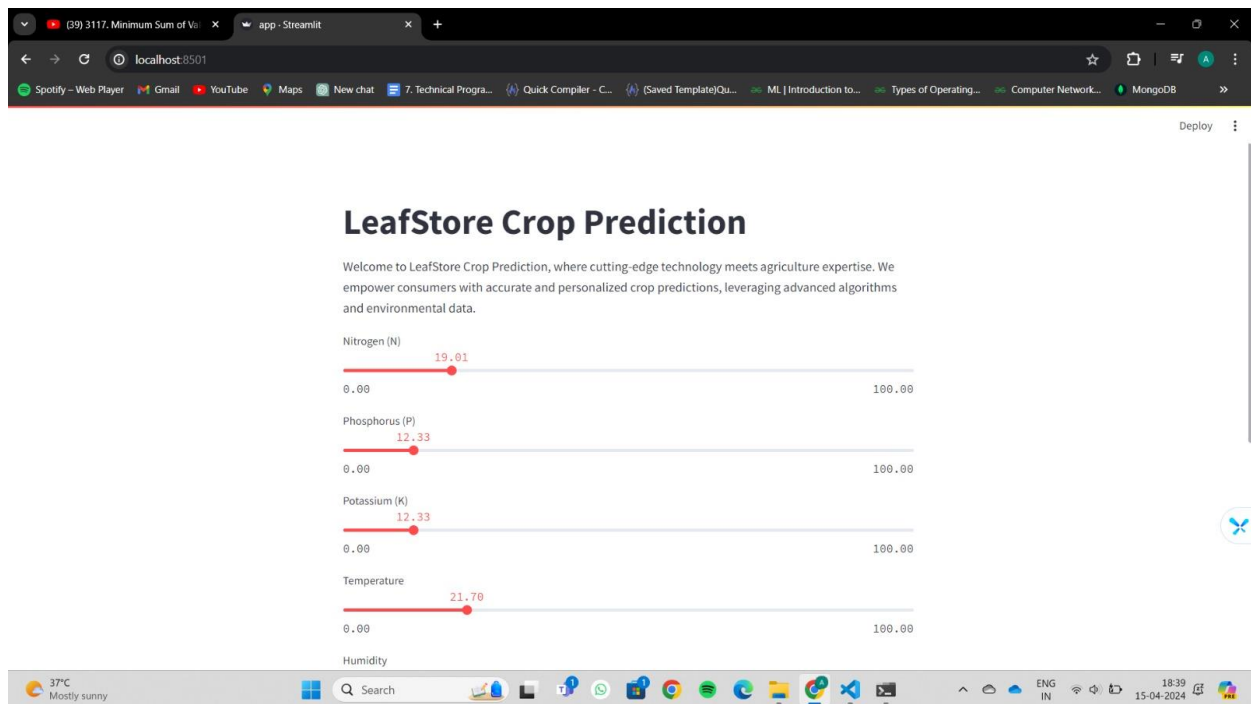 (39) 3117. Minimum Sum of Val
app - Streamlit
localhost:8501
A
Spotify – Web Player
Gmail
YouTube
Maps
New chat
7. Technical Progra...
Quick Compiler - C...
(Saved Template)Qu...
ML | Introduction to...
Types of Operating...
Computer Network...
MongoDB
»
Deploy
LeafStore Crop Prediction
Welcome to LeafStore Crop Prediction, where cutting-edge technology meets agriculture expertise. We
empower consumers with accurate and personalized crop predictions, leveraging advanced algorithms
and environmental data.
Nitrogen (N)
19.01
0.00 100.00
Phosphorus (P)
12.33
0.00 100.00
Potassium (K)
12.33
0.00 100.00
Temperature
21.70
0.00 100.00
Humidity
37°C
Mostly sunny
Search
ENG
IN
18:39
15-04-2024
PRE